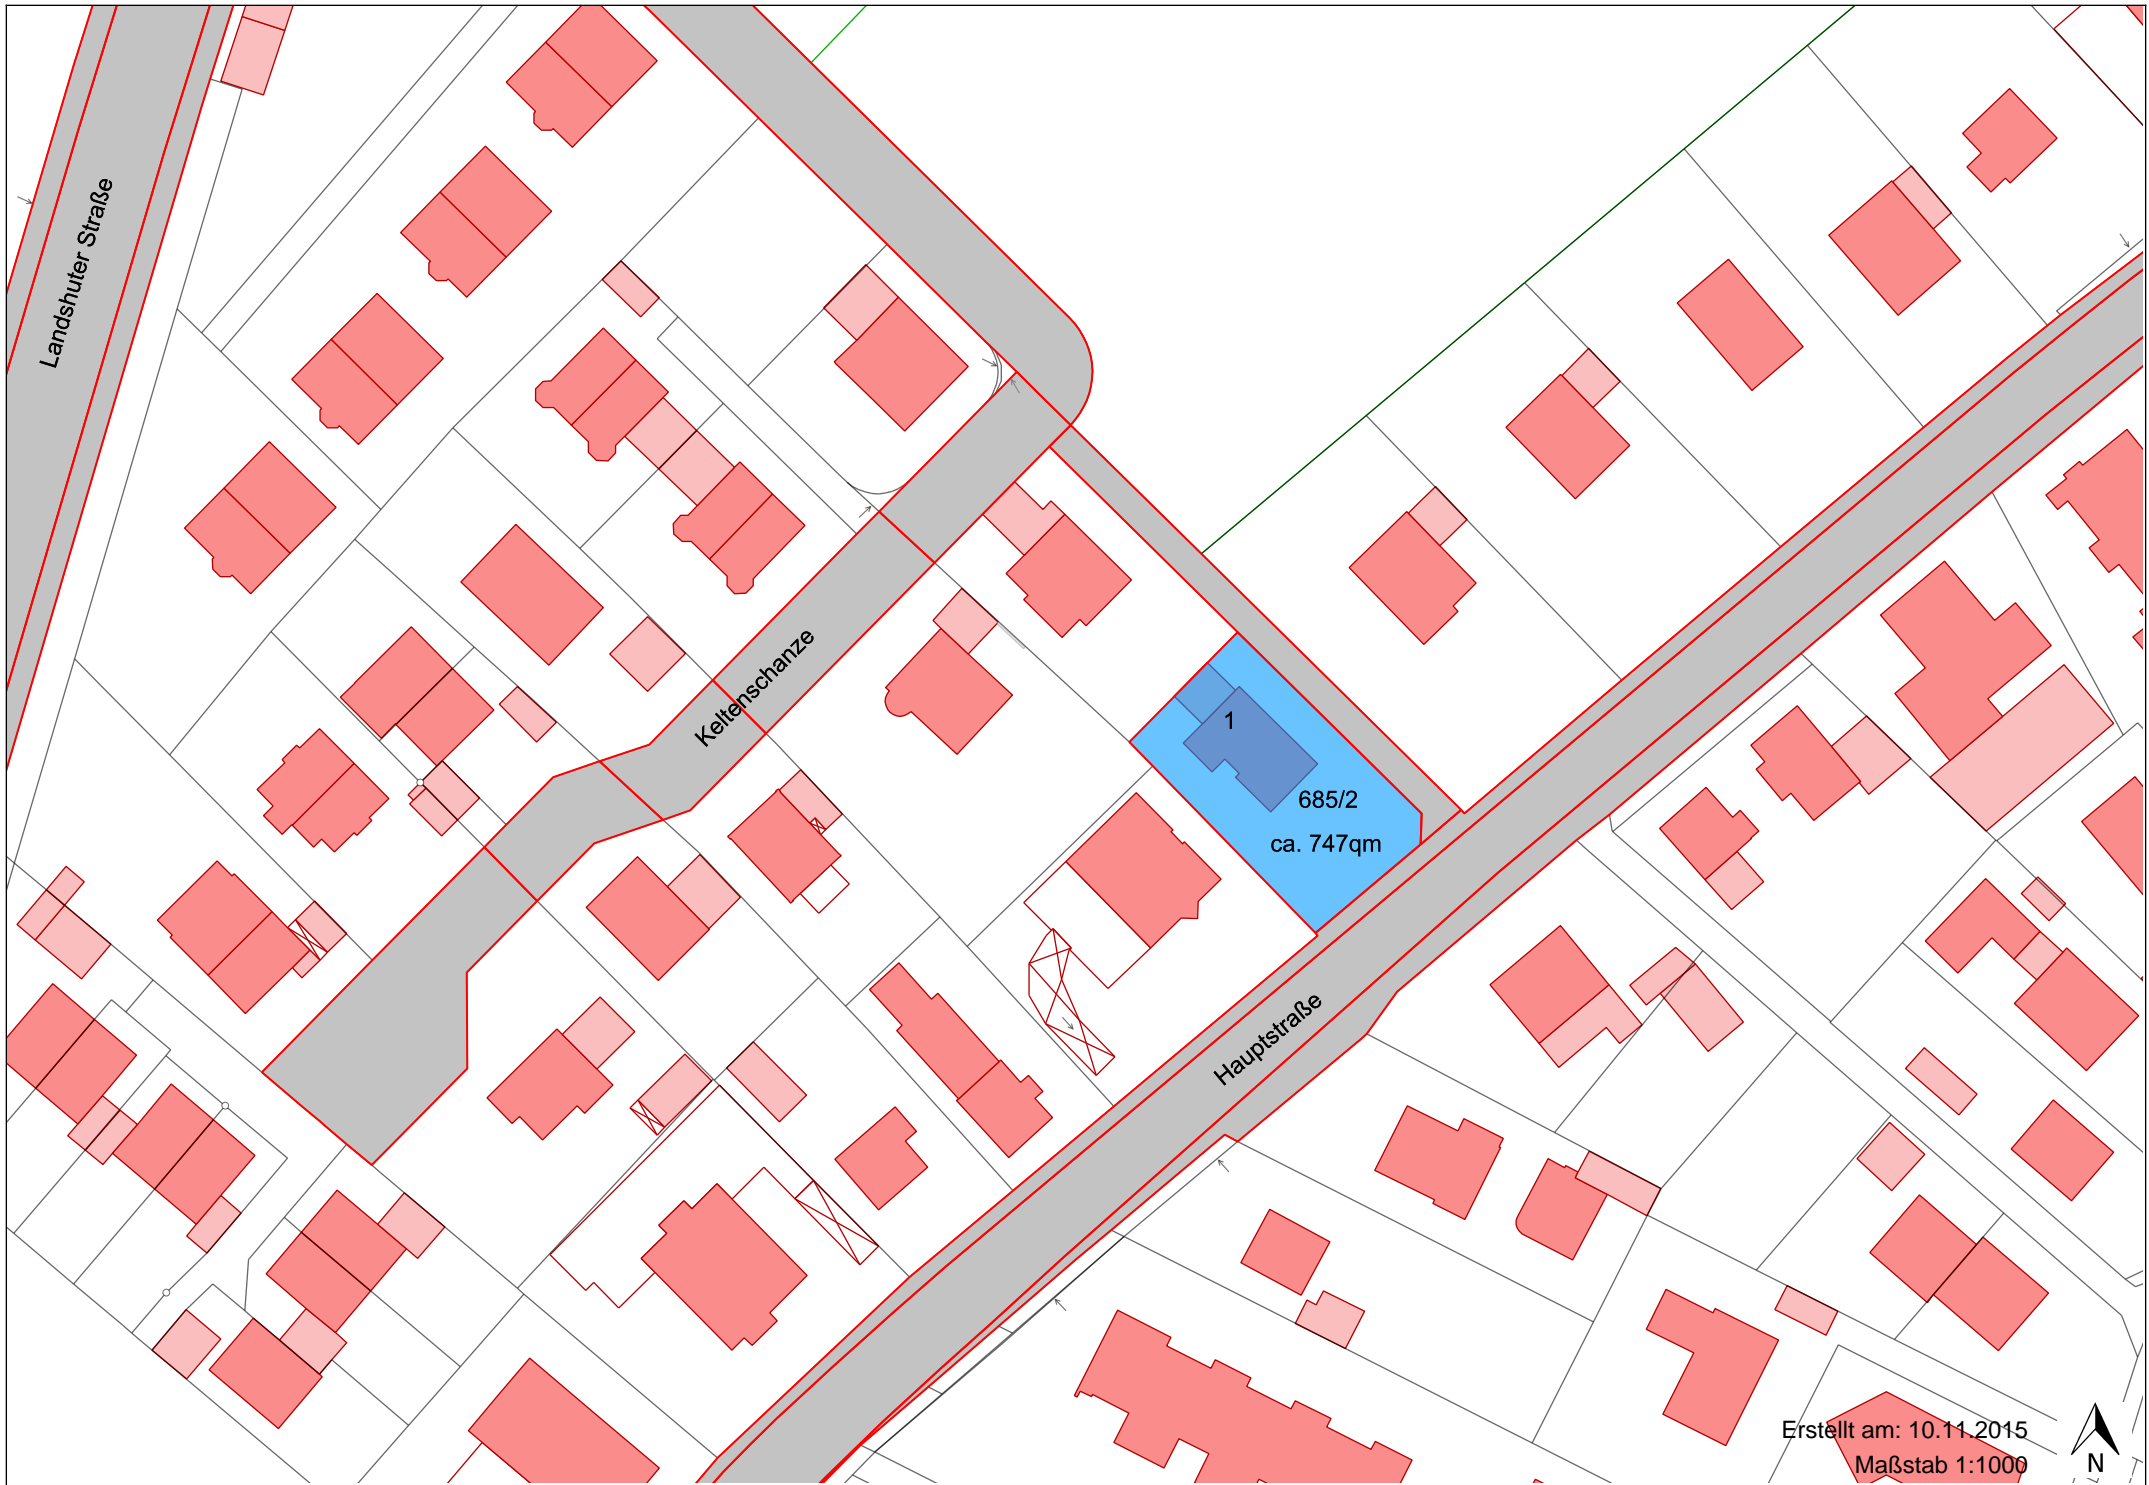 Landshuter Straße
Keltenschanze
1
685/2
ca. 747qm
Hauptstraße
Erstellt am: 10.11.2015
Maßstab 1:1000
N